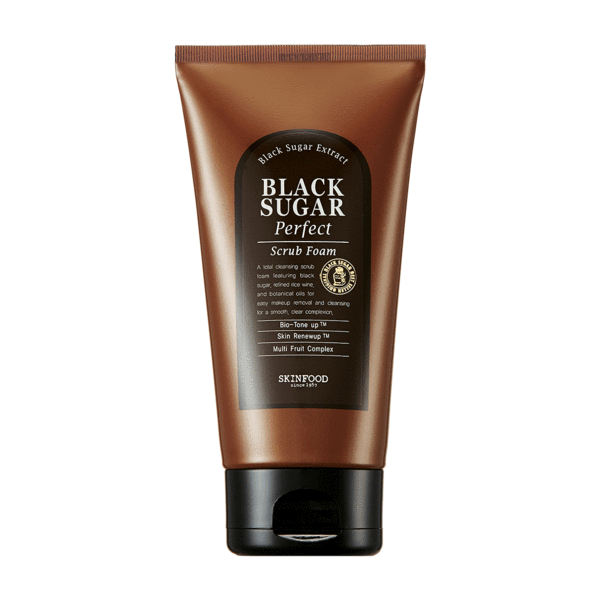 Black Sugar Extract
BLACK
SUGAR
Perfect
Scrub Foam
A total cleansing scrub
foam featuring black
sugar, refined rice wine,
and botanical oils for
easy makeup removal and cleansing
for a smooth, clear complexion.
Bio-Tone up™
Skin Renewup™
Multi Fruit Complex
SKINFOOD
since 1957